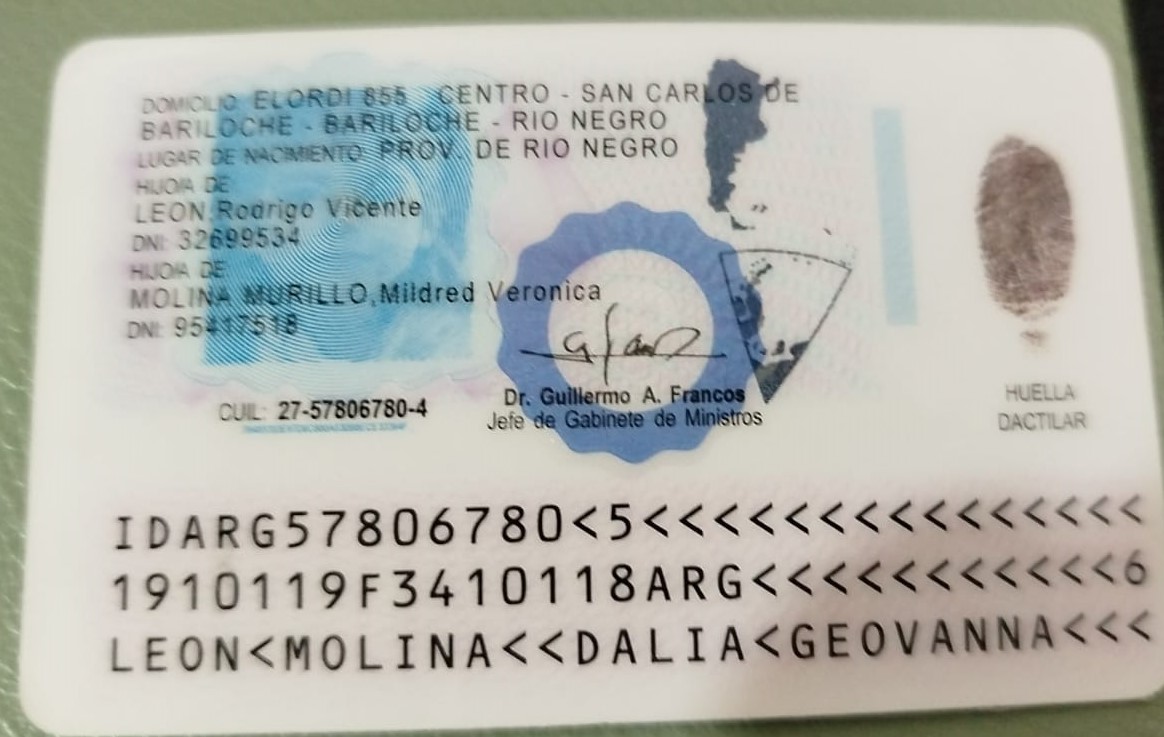 DOMICILIO: ELORDI 855 CENTRO - SAN CARLOS DE
BARILOCHE - BARILOCHE - RIO NEGRO
LUGAR DE NACIMIENTO: PROV. DE RIO NEGRO
HIJO/A DE:
LEON,Rodrigo Vicente
DNI: 32699534
HIJO/A DE:
MOLINA MURILLO,Mildred Veronica
DNI: 95417518
CUIL: 27-57806780-4
Dr. Guillermo A. Francos
Jefe de Gabinete de Ministros
HUELLA
DACTILAR
IDARG57806780<5<<<<<<<<<<<<<<<
1910119F3410118ARG<<<<<<<<<<<6
LEON<MOLINA<<DALIA<GEOVANNA<<<